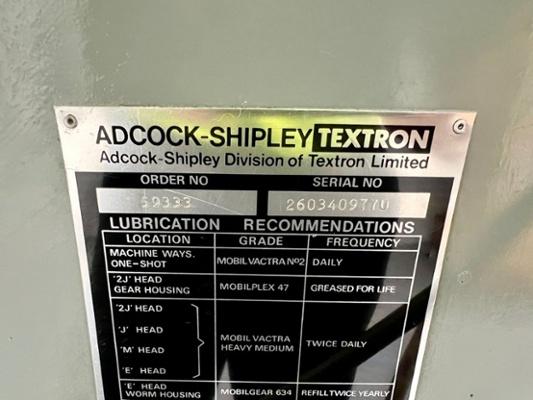 ADCOCK-SHIPLEY TEXTRON
Adcock-Shipley Division of Textron Limited
ORDER NO SERIAL NO
59333
LUBRICATION RECOMMENDATIONS
LOCATION GRADE FREQUENCY
MACHINE WAYS. ONE-SHOT MOBIL VACTRA Nº2 DAILY
'2J' HEAD GEAR HOUSING MOBILPLEX 47 GREASED FOR LIFE
'2J' HEAD
'J' HEAD
'M' HEAD
'E' HEAD
MOBIL VACTRA
HEAVY MEDIUM
TWICE DAILY
'E' HEAD
WORM HOUSING MOBILGEAR 634 REFILL TWICE YEARLY